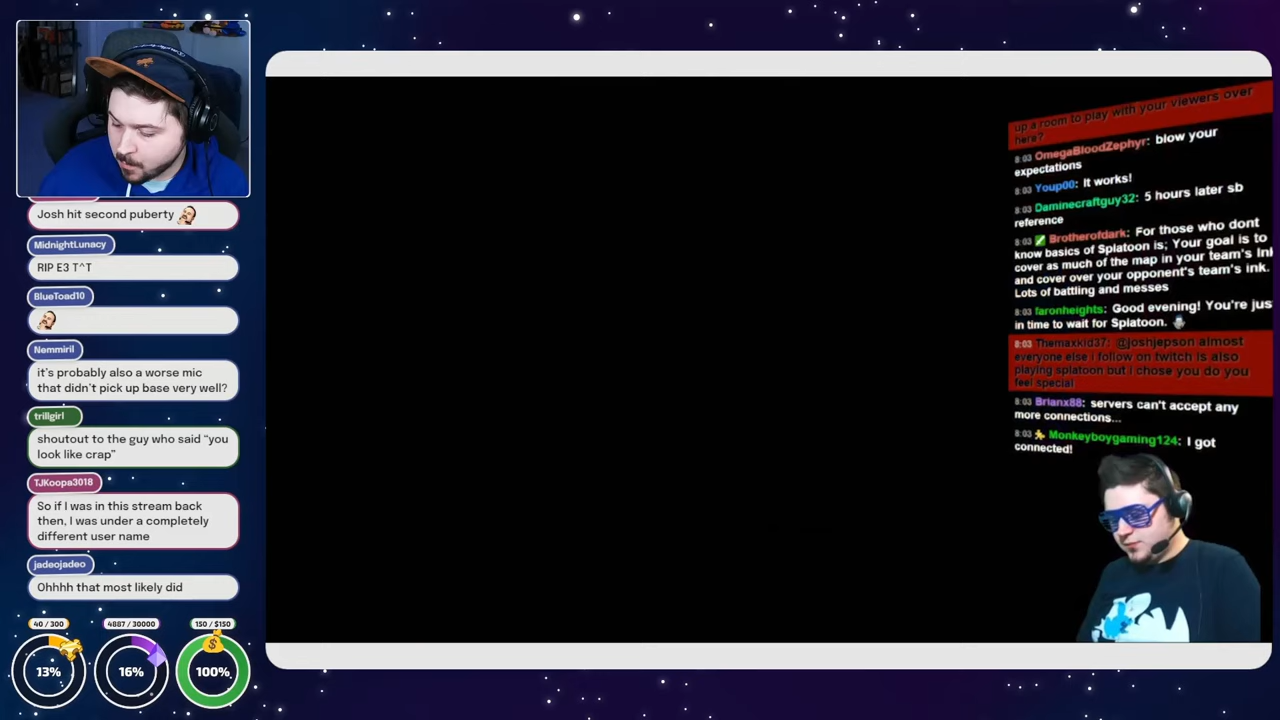 Josh hit second puberty
MidnightLunacy
RIP E3 T^T
BlueToad10
Nemmiril
it's probably also a worse mic
that didn't pick up base very well?
trillgirl
shoutout to the guy who said "you
look like crap"
TJKoopa3018
So if I was in this stream back
then, I was under a completely
different user name
jadeojadeo
Ohhhh that most likely did
40 / 300
4887 / 30000
150 / $150
13%
16%
100%
up a room to play with your viewers over
here?
8:03 OmegaBloodZephyr: blow your
expectations
8:03 Youp00: It works!
8:03 Daminecraftguy32: 5 hours later sb
reference
8:03 Brotherofdark: For those who dont
know basics of Splatoon is; Your goal is to
cover as much of the map in your team's Ink
and cover over your opponent's team's ink.
Lots of battling and messes
8:03 faronheights: Good evening! You're jus
in time to wait for Splatoon.
8:03 Themaxkid37: @joshjepson almost
everyone else i follow on twitch is also
playing splatoon but i chose you do you
feel special
8:03 Brianx88: servers can't accept any
more connections...
8:03 Monkeyboygaming124: I got
connected!